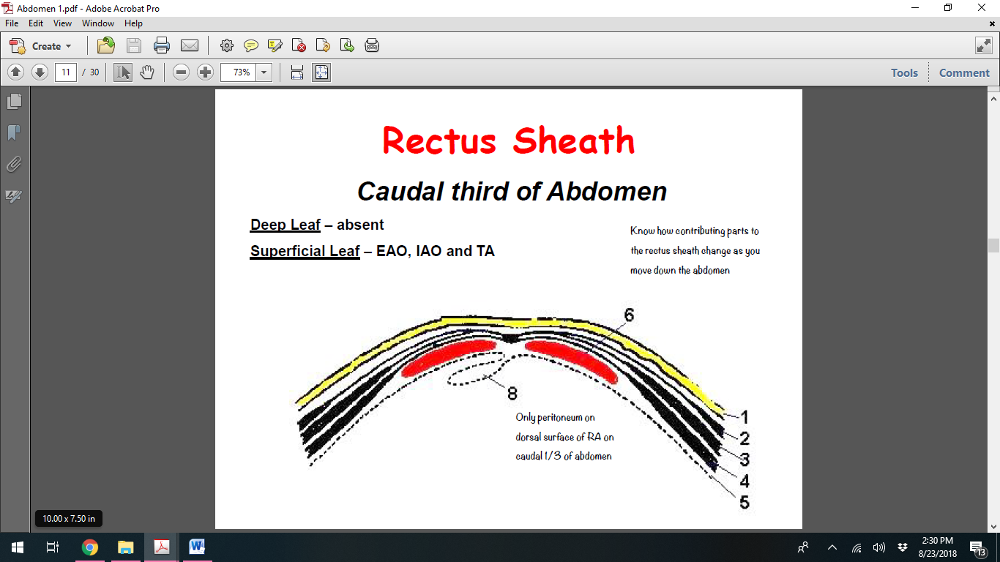 Abdomen 1.pdf - Adobe Acrobat Pro
File Edit View Window Help
Create
11 / 30
73%
Tools
Comment
Rectus Sheath
Caudal third of Abdomen
Deep Leaf – absent
Superficial Leaf – EAO, IAO and TA
Know how contributing parts to
the rectus sheath change as you
move down the abdomen
6
8
Only peritoneum on
dorsal surface of RA on
caudal 1/3 of abdomen
1
2
3
4
5
10.00 x 7.50 in
2:30 PM
8/23/2018
13